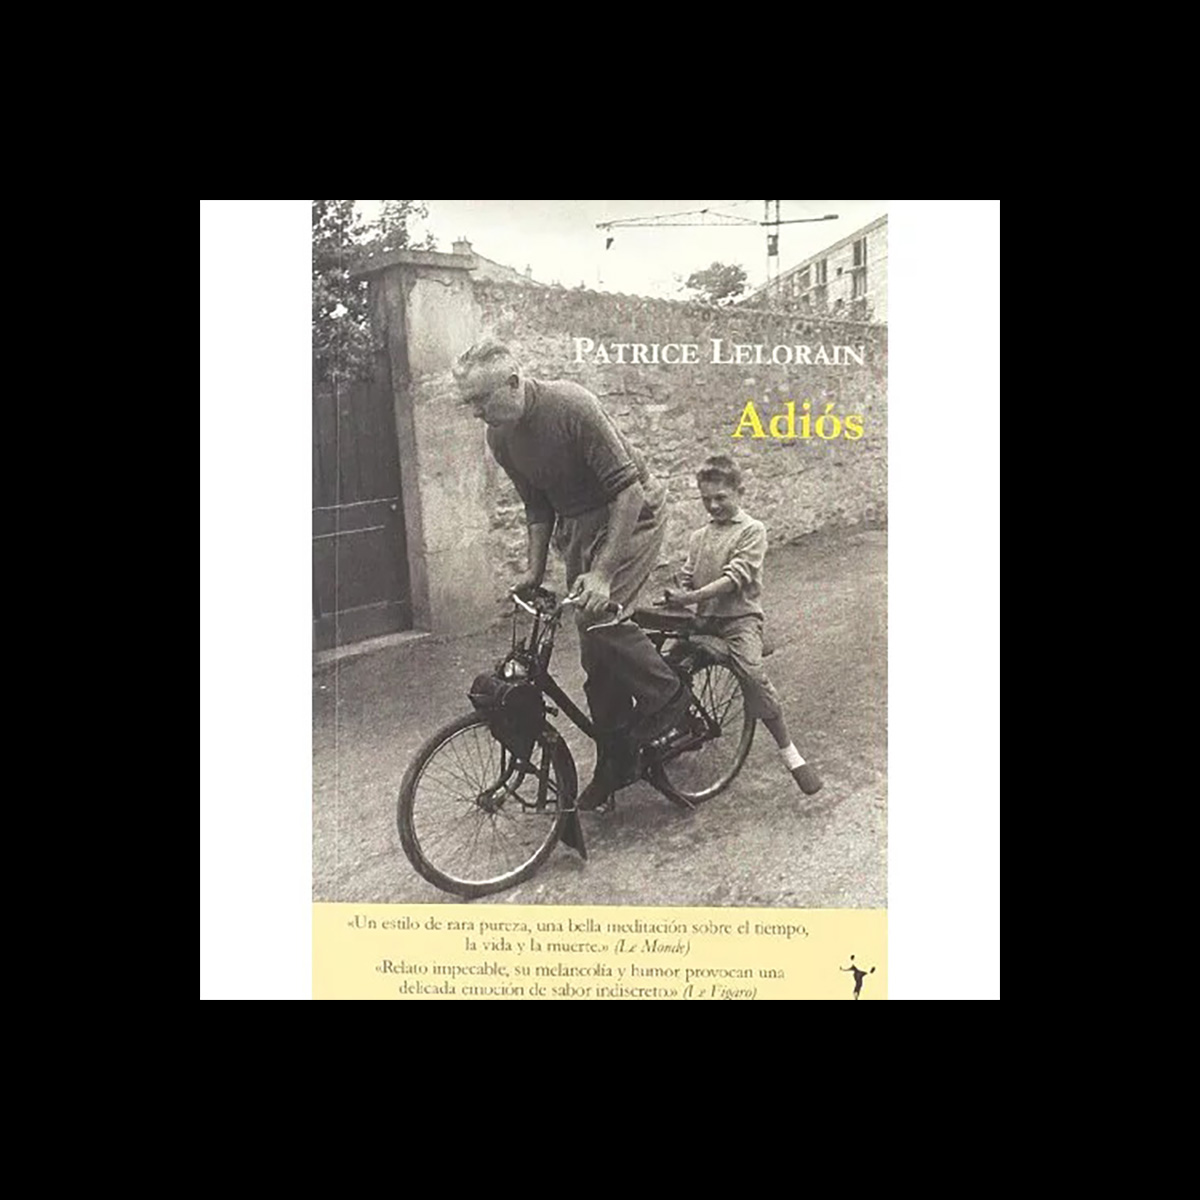 PATRICE LELORAIN
Adiós
«Un estilo de rara pureza, una bella meditación sobre el tiempo,
la vida y la muerte.» (Le Monde)
«Relato impecable, su melancolía y humor provocan una
delicada emoción de sabor indiscreto.» (Le Figaro)